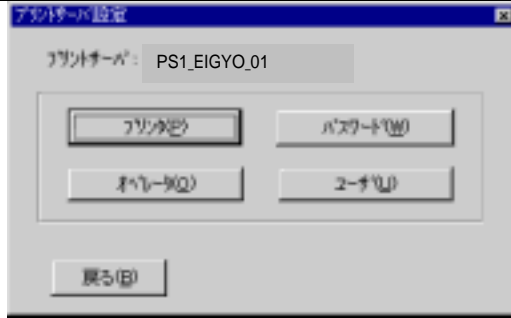 プリントサーバ設定
プリントサーバ: PS1_EIGYO_01
プリンタ(P) パスワード(W)
オペレータ(O) ユーザ(U)
戻る(B)